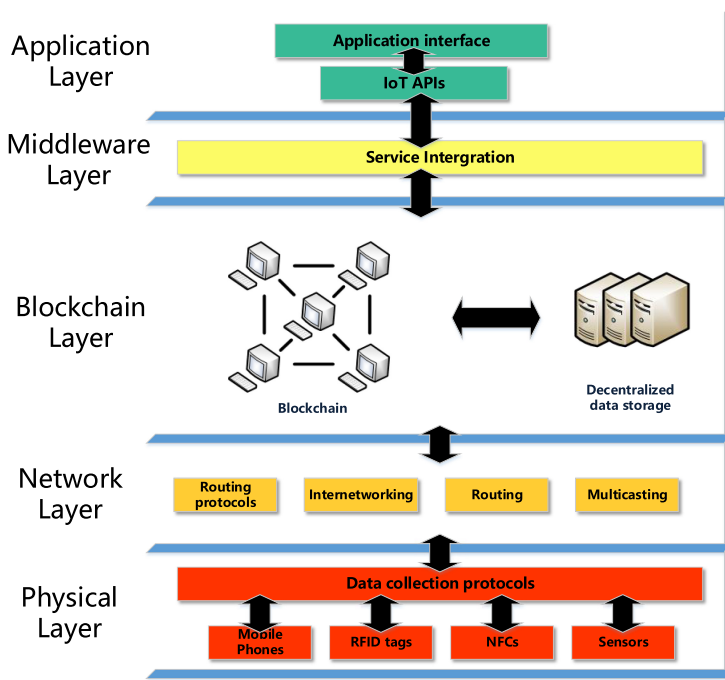 Application
Layer
Application interface
IoT APIs
Middleware
Layer
Service Intergration
Blockchain
Layer
Blockchain
Decentralized
data storage
Network
Layer
Routing
protocols
Internetworking
Routing
Multicasting
Physical
Layer
Data collection protocols
Mobile
Phones
RFID tags
NFCs
Sensors